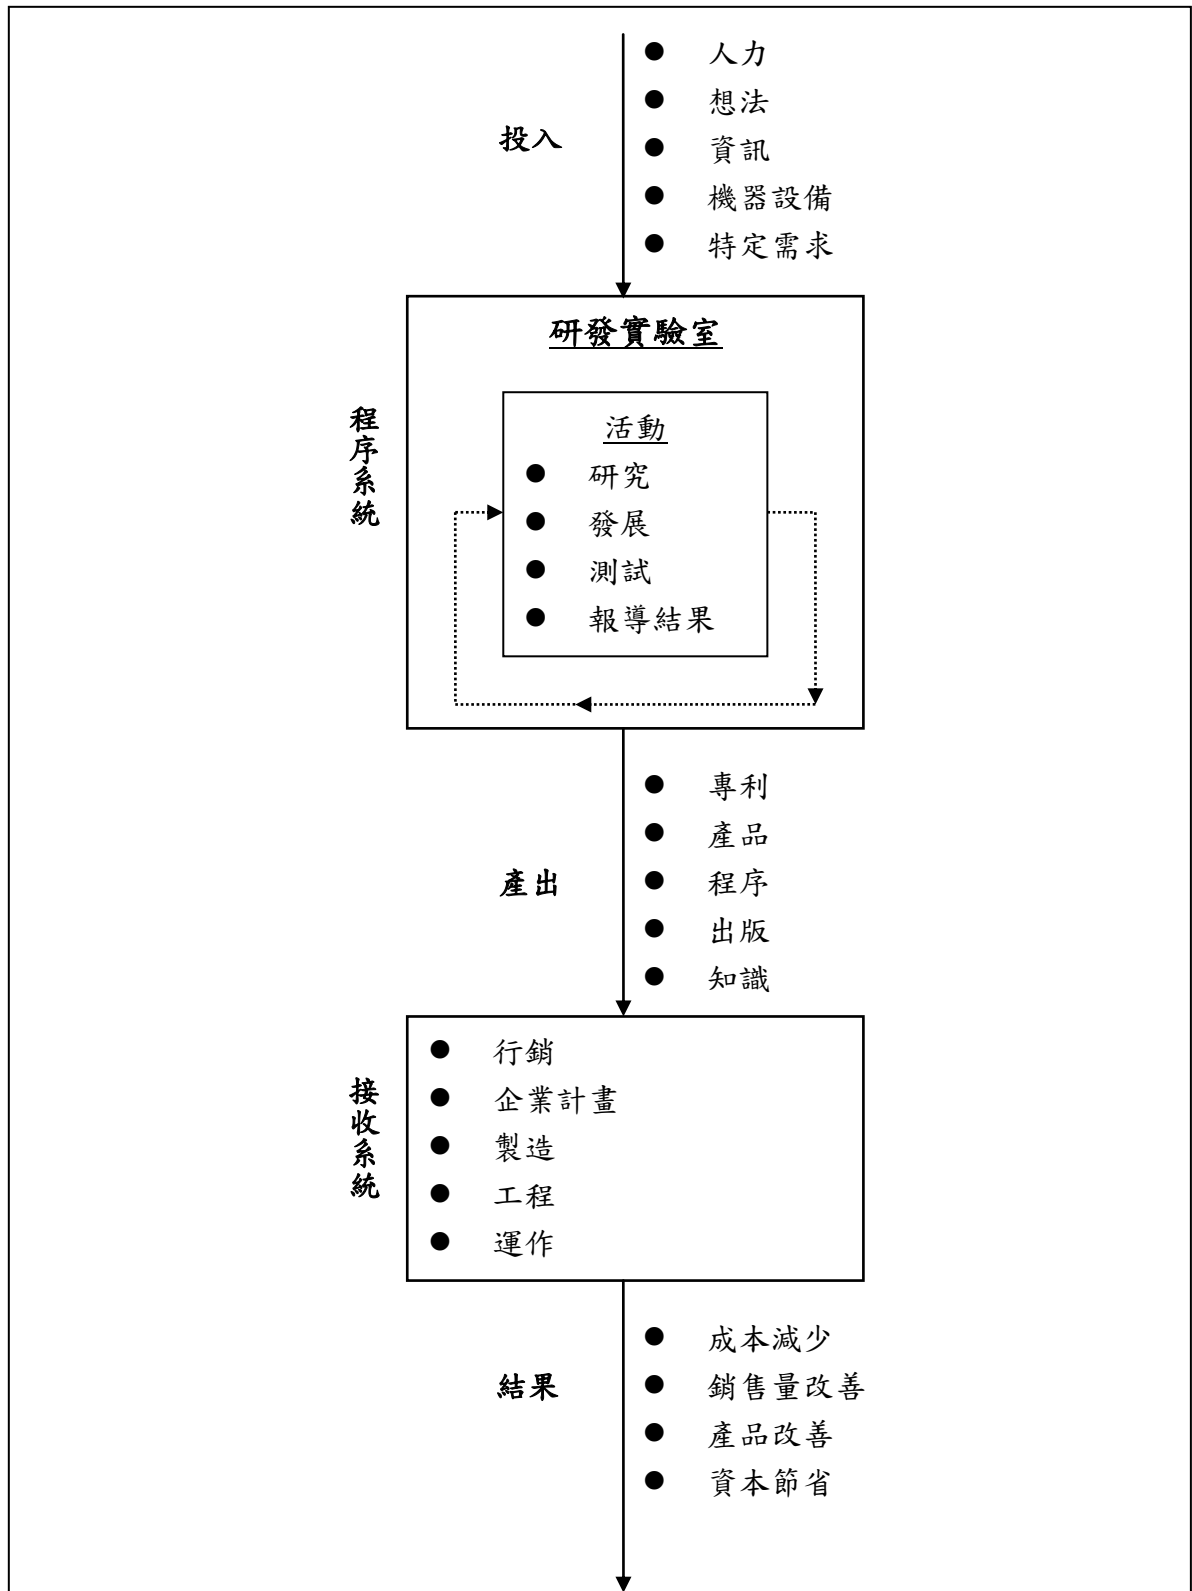 人力
想法
投入
資訊
機器設備
特定需求
研發實驗室
程序系統
活動
研究
發展
測試
報導結果
專利
產品
產出
程序
出版
知識
接收系統
行銷
企業計畫
製造
工程
運作
成本減少
結果
銷售量改善
產品改善
資本節省